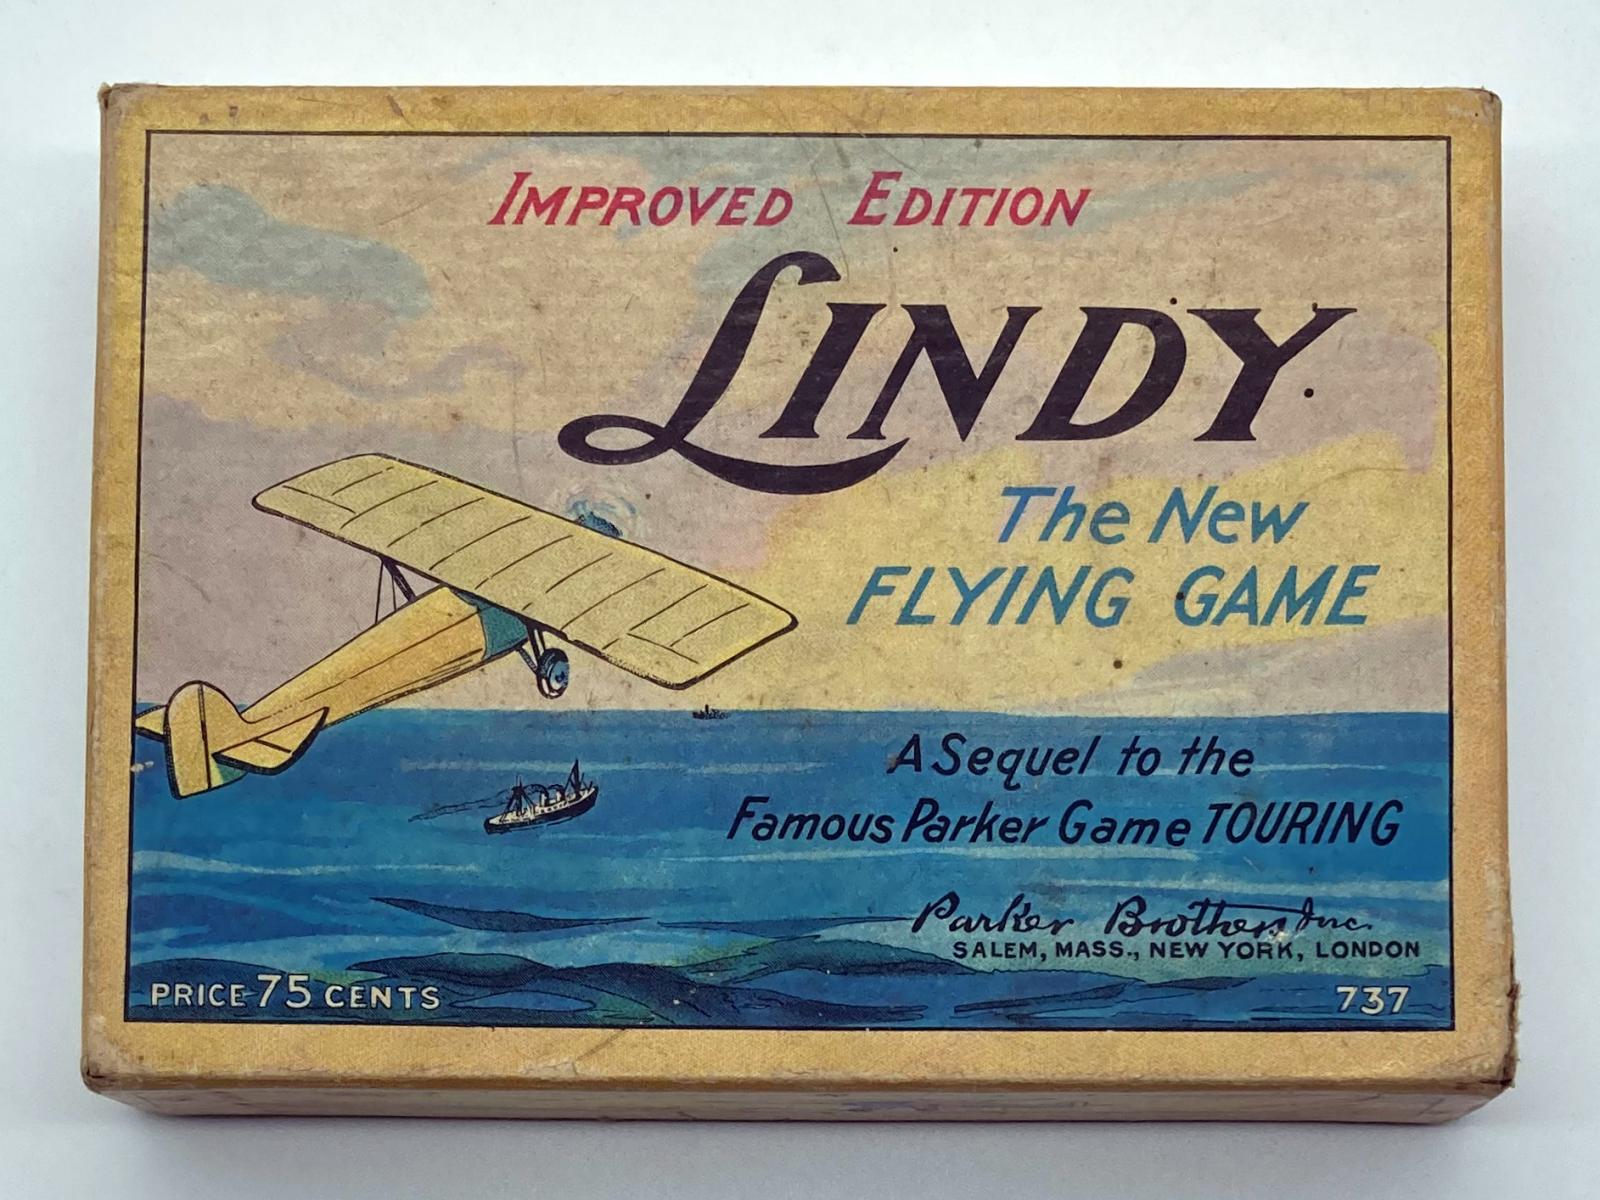 IMPROVED EDITION
LINDY
The New
FLYING GAME
A Sequel to the
Famous Parker Game TOURING
Parker Brothers Inc.
SALEM, MASS., NEW YORK, LONDON
PRICE 75 CENTS
737